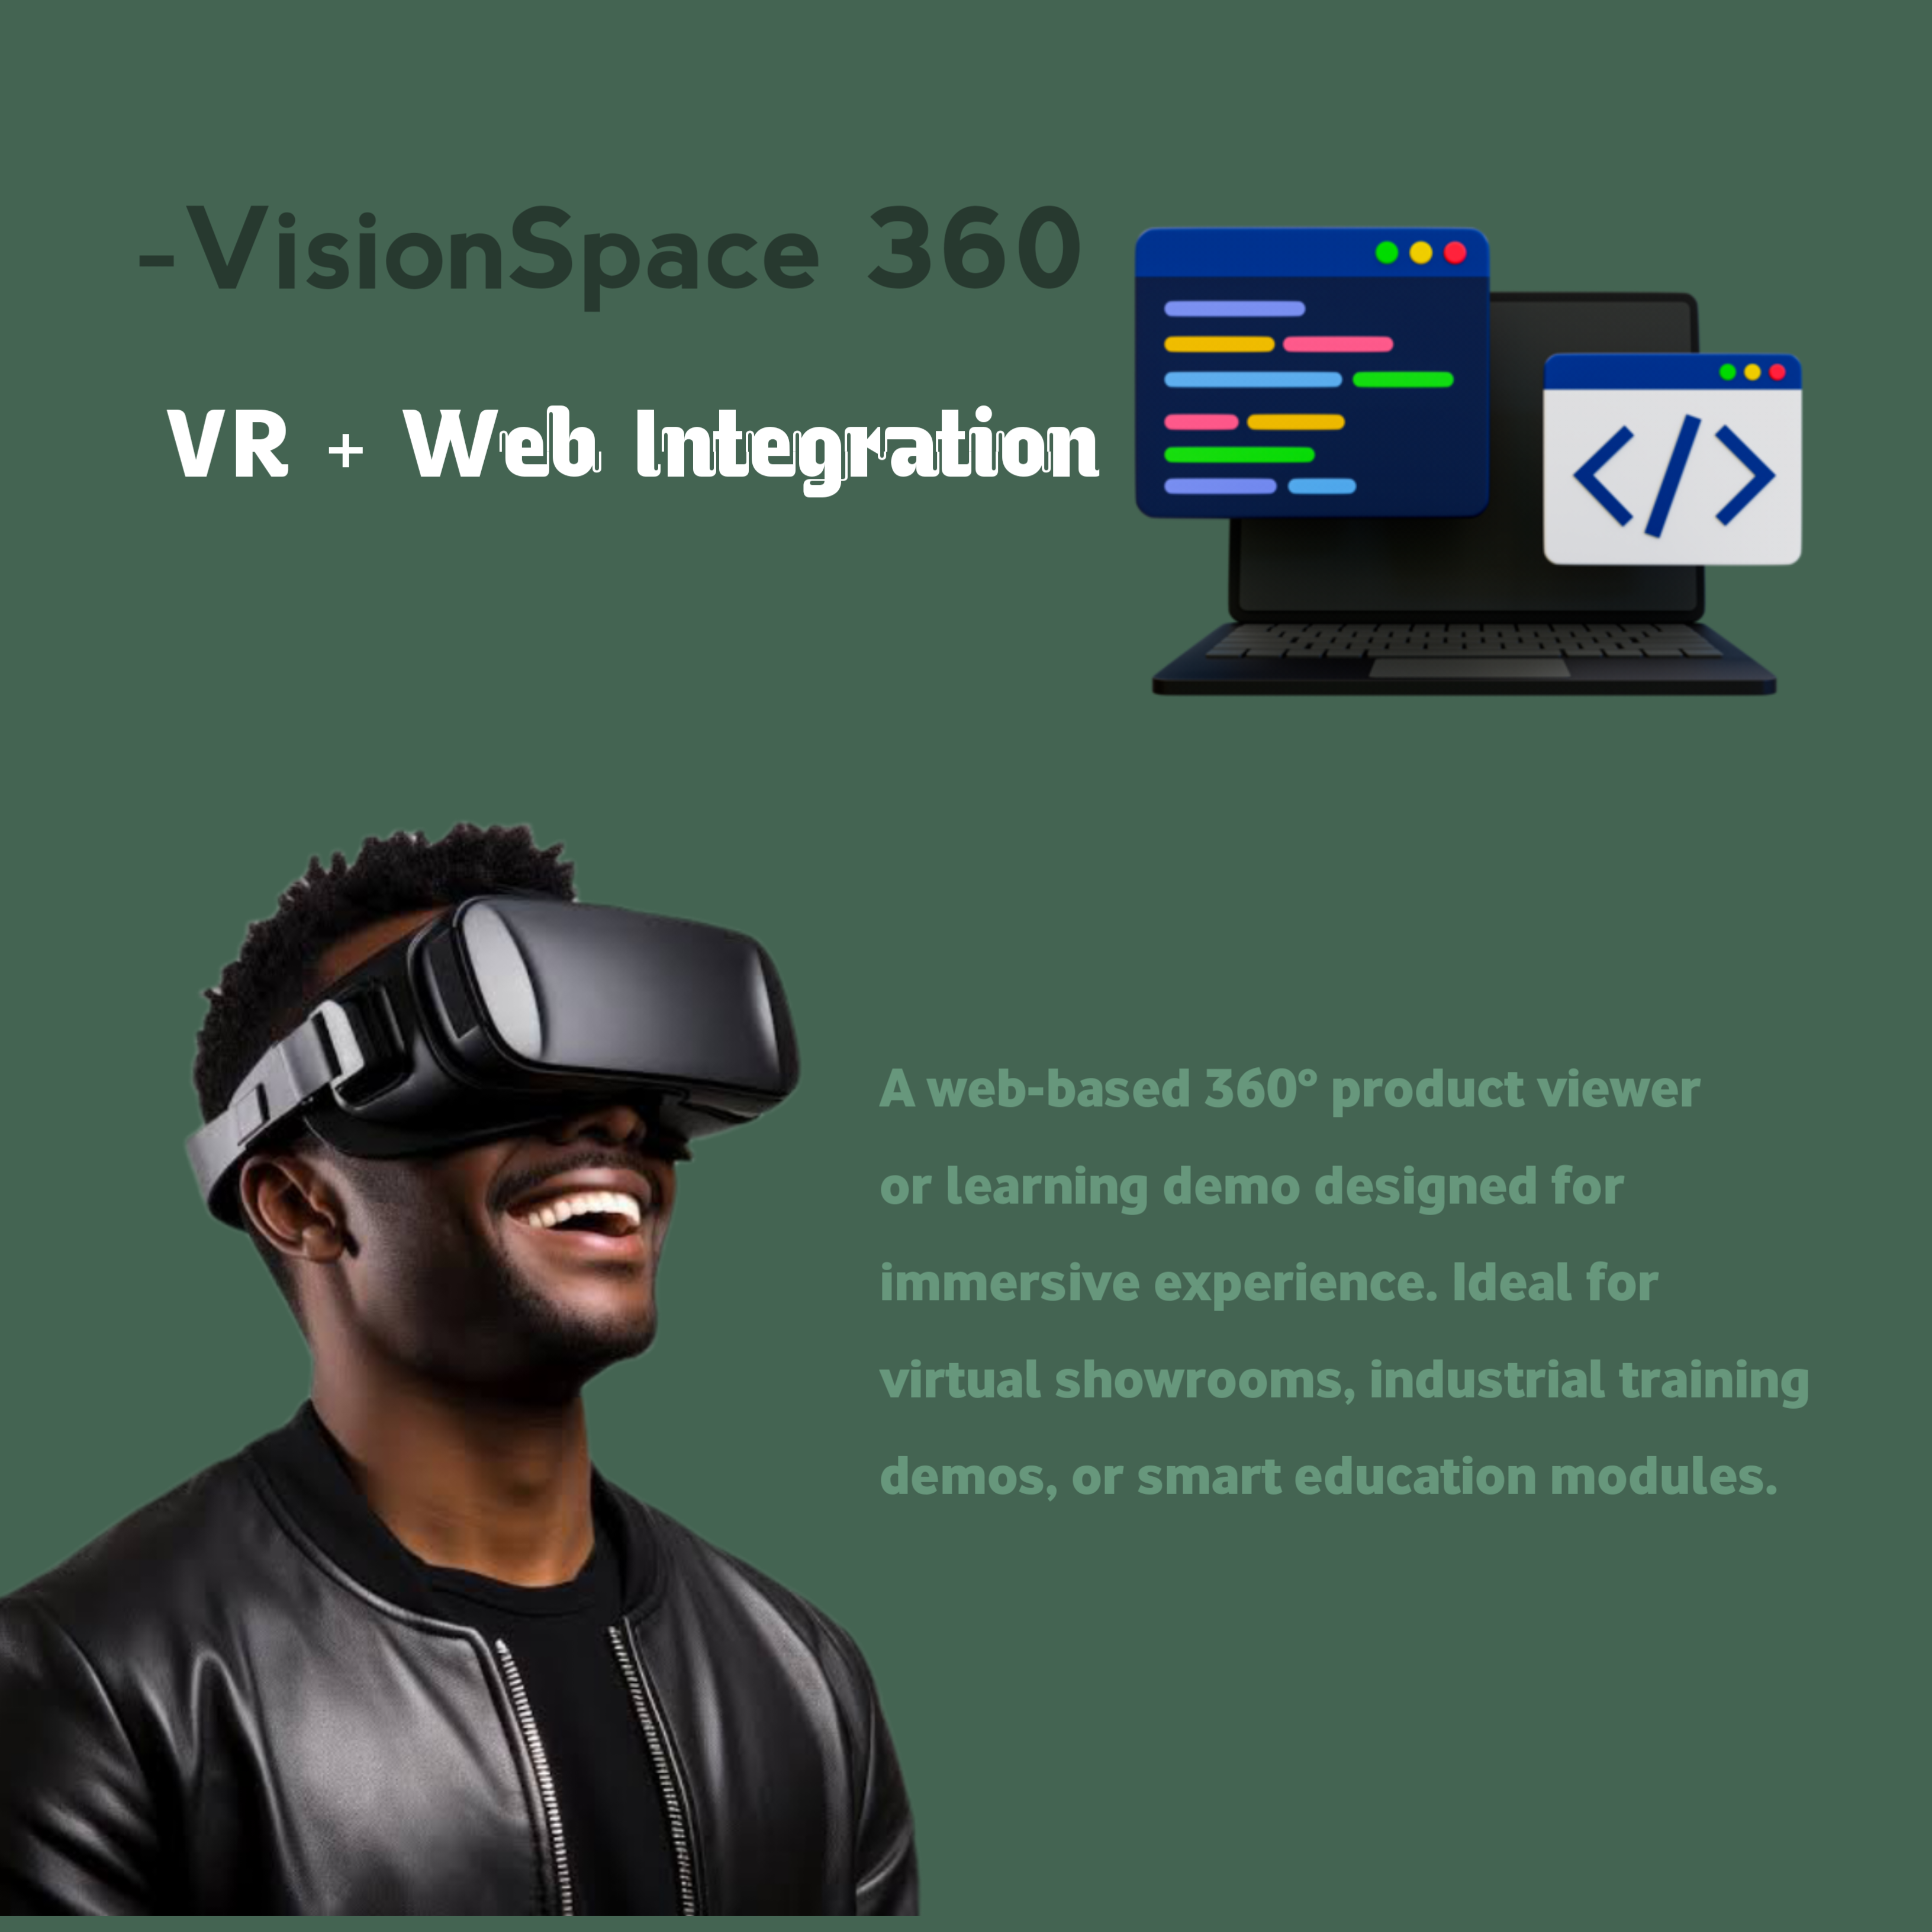 -VisionSpace 360
VR + Web Integration
</>
A web-based 360° product viewer
or learning demo designed for
immersive experience. Ideal for
virtual showrooms, industrial training
demos, or smart education modules.